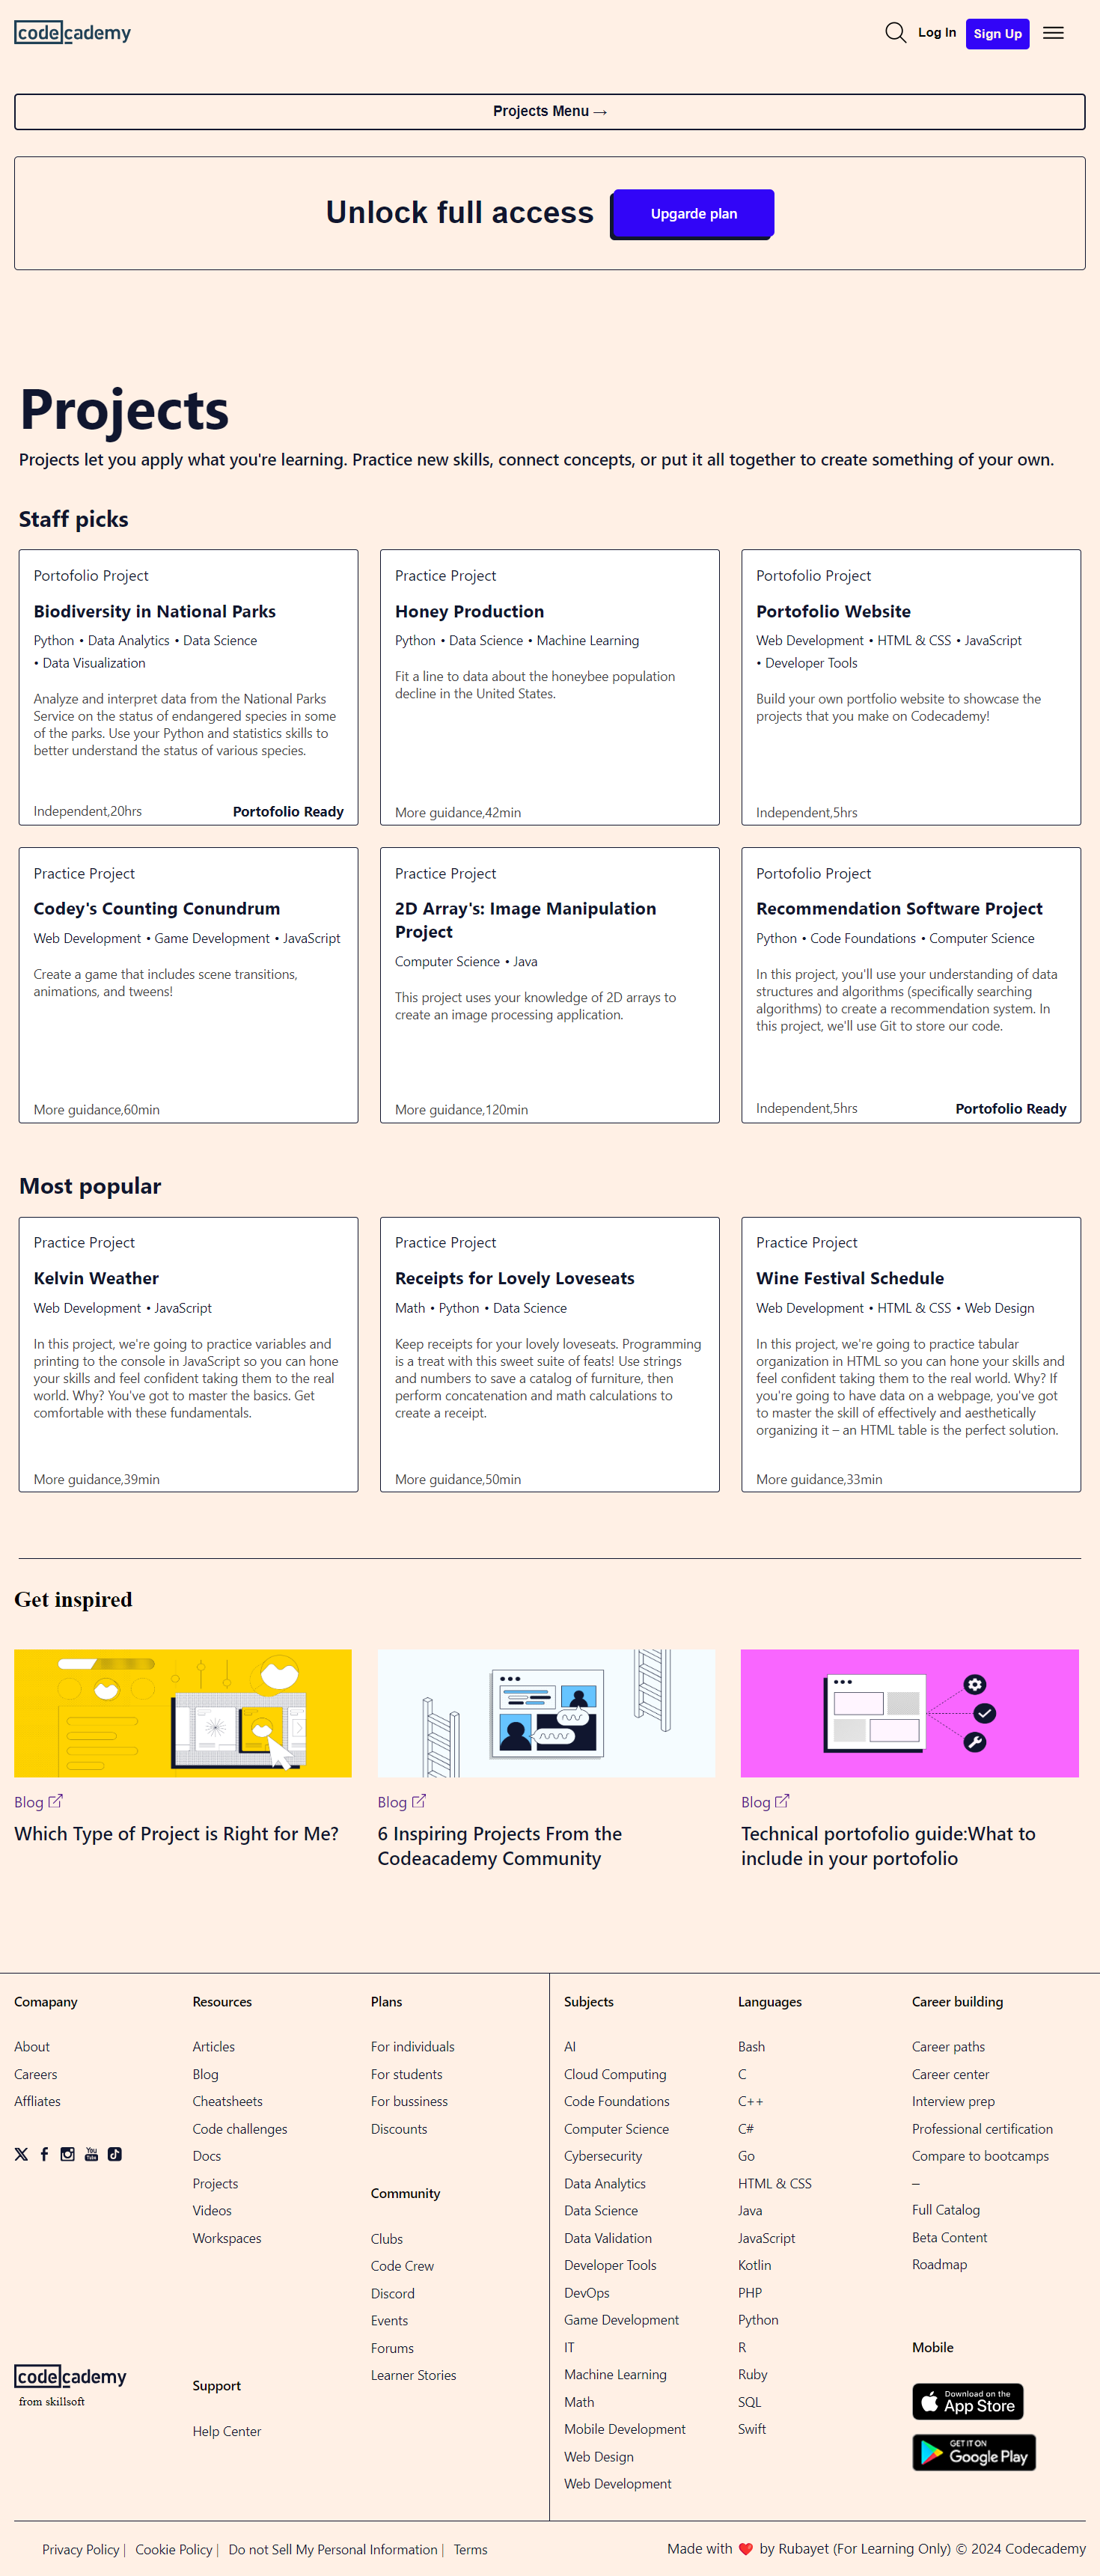 codecademy
Log In
Sign Up
Projects Menu →
Unlock full access
Upgarde plan
Projects
Projects let you apply what you're learning. Practice new skills, connect concepts, or put it all together to create something of your own.
Staff picks
Portofolio Project
Biodiversity in National Parks
Python • Data Analytics • Data Science
• Data Visualization
Analyze and interpret data from the National Parks
Service on the status of endangered species in some
of the parks. Use your Python and statistics skills to
better understand the status of various species.
Independent,20hrs
Portofolio Ready
Practice Project
Honey Production
Python • Data Science • Machine Learning
Fit a line to data about the honeybee population
decline in the United States.
More guidance,42min
Portofolio Project
Portofolio Website
Web Development • HTML & CSS • JavaScript
• Developer Tools
Build your own portfolio website to showcase the
projects that you make on Codecademy!
Independent,5hrs
Practice Project
Codey's Counting Conundrum
Web Development • Game Development • JavaScript
Create a game that includes scene transitions,
animations, and tweens!
More guidance,60min
Practice Project
2D Array's: Image Manipulation
Project
Computer Science • Java
This project uses your knowledge of 2D arrays to
create an image processing application.
More guidance,120min
Portofolio Project
Recommendation Software Project
Python • Code Foundations • Computer Science
In this project, you'll use your understanding of data
structures and algorithms (specifically searching
algorithms) to create a recommendation system. In
this project, we'll use Git to store our code.
Independent,5hrs
Portofolio Ready
Most popular
Practice Project
Kelvin Weather
Web Development • JavaScript
In this project, we're going to practice variables and
printing to the console in JavaScript so you can hone
your skills and feel confident taking them to the real
world. Why? You've got to master the basics. Get
comfortable with these fundamentals.
More guidance,39min
Practice Project
Receipts for Lovely Loveseats
Math • Python • Data Science
Keep receipts for your lovely loveseats. Programming
is a treat with this sweet suite of feats! Use strings
and numbers to save a catalog of furniture, then
perform concatenation and math calculations to
create a receipt.
More guidance,50min
Practice Project
Wine Festival Schedule
Web Development • HTML & CSS • Web Design
In this project, we're going to practice tabular
organization in HTML so you can hone your skills and
feel confident taking them to the real world. Why? If
you're going to have data on a webpage, you've got
to master the skill of effectively and aesthetically
organizing it – an HTML table is the perfect solution.
More guidance,33min
Get inspired
Blog
Which Type of Project is Right for Me?
Blog
6 Inspiring Projects From the
Codeacademy Community
Blog
Technical portofolio guide:What to
include in your portofolio
Comapany
About
Careers
Affliates
codecademy
from skillsoft
Resources
Articles
Blog
Cheatsheets
Code challenges
Docs
Projects
Videos
Workspaces
Support
Help Center
Plans
For individuals
For students
For bussiness
Discounts
Community
Clubs
Code Crew
Discord
Events
Forums
Learner Stories
Subjects
AI
Cloud Computing
Code Foundations
Computer Science
Cybersecurity
Data Analytics
Data Science
Data Validation
Developer Tools
DevOps
Game Development
IT
Machine Learning
Math
Mobile Development
Web Design
Web Development
Languages
Bash
C
C++
C#
Go
HTML & CSS
Java
JavaScript
Kotlin
PHP
Python
R
Ruby
SQL
Swift
Career building
Career paths
Career center
Interview prep
Professional certification
Compare to bootcamps
–
Full Catalog
Beta Content
Roadmap
Mobile
Download on the
App Store
GET IT ON
Google Play
Privacy Policy | Cookie Policy | Do not Sell My Personal Information | Terms
Made with ❤️ by Rubayet (For Learning Only) © 2024 Codecademy